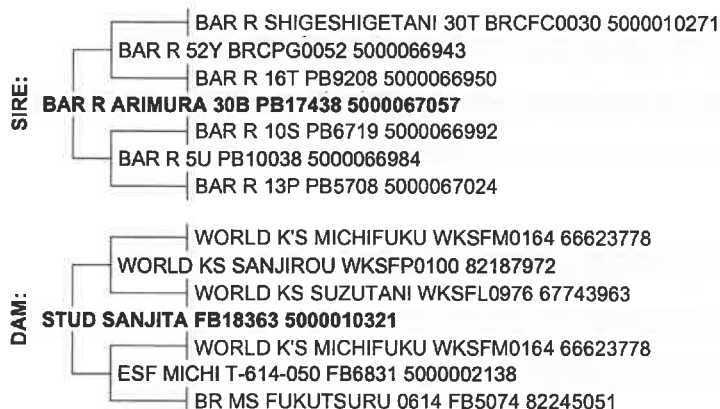 SIRE:
BAR R SHIGESHIGETANI 30T BRCFC0030 5000010271
BAR R 52Y BRCPG0052 5000066943
BAR R 16T PB9208 5000066950
BAR R ARIMURA 30B PB17438 5000067057
BAR R 10S PB6719 5000066992
BAR R 5U PB10038 5000066984
BAR R 13P PB5708 5000067024
DAM:
WORLD K'S MICHIFUKU WKSFM0164 66623778
WORLD KS SANJIROU WKSFP0100 82187972
WORLD KS SUZUTANI WKSFL0976 67743963
STUD SANJITA FB18363 5000010321
WORLD K'S MICHIFUKU WKSFM0164 66623778
ESF MICHI T-614-050 FB6831 5000002138
BR MS FUKUTSURU 0614 FB5074 82245051